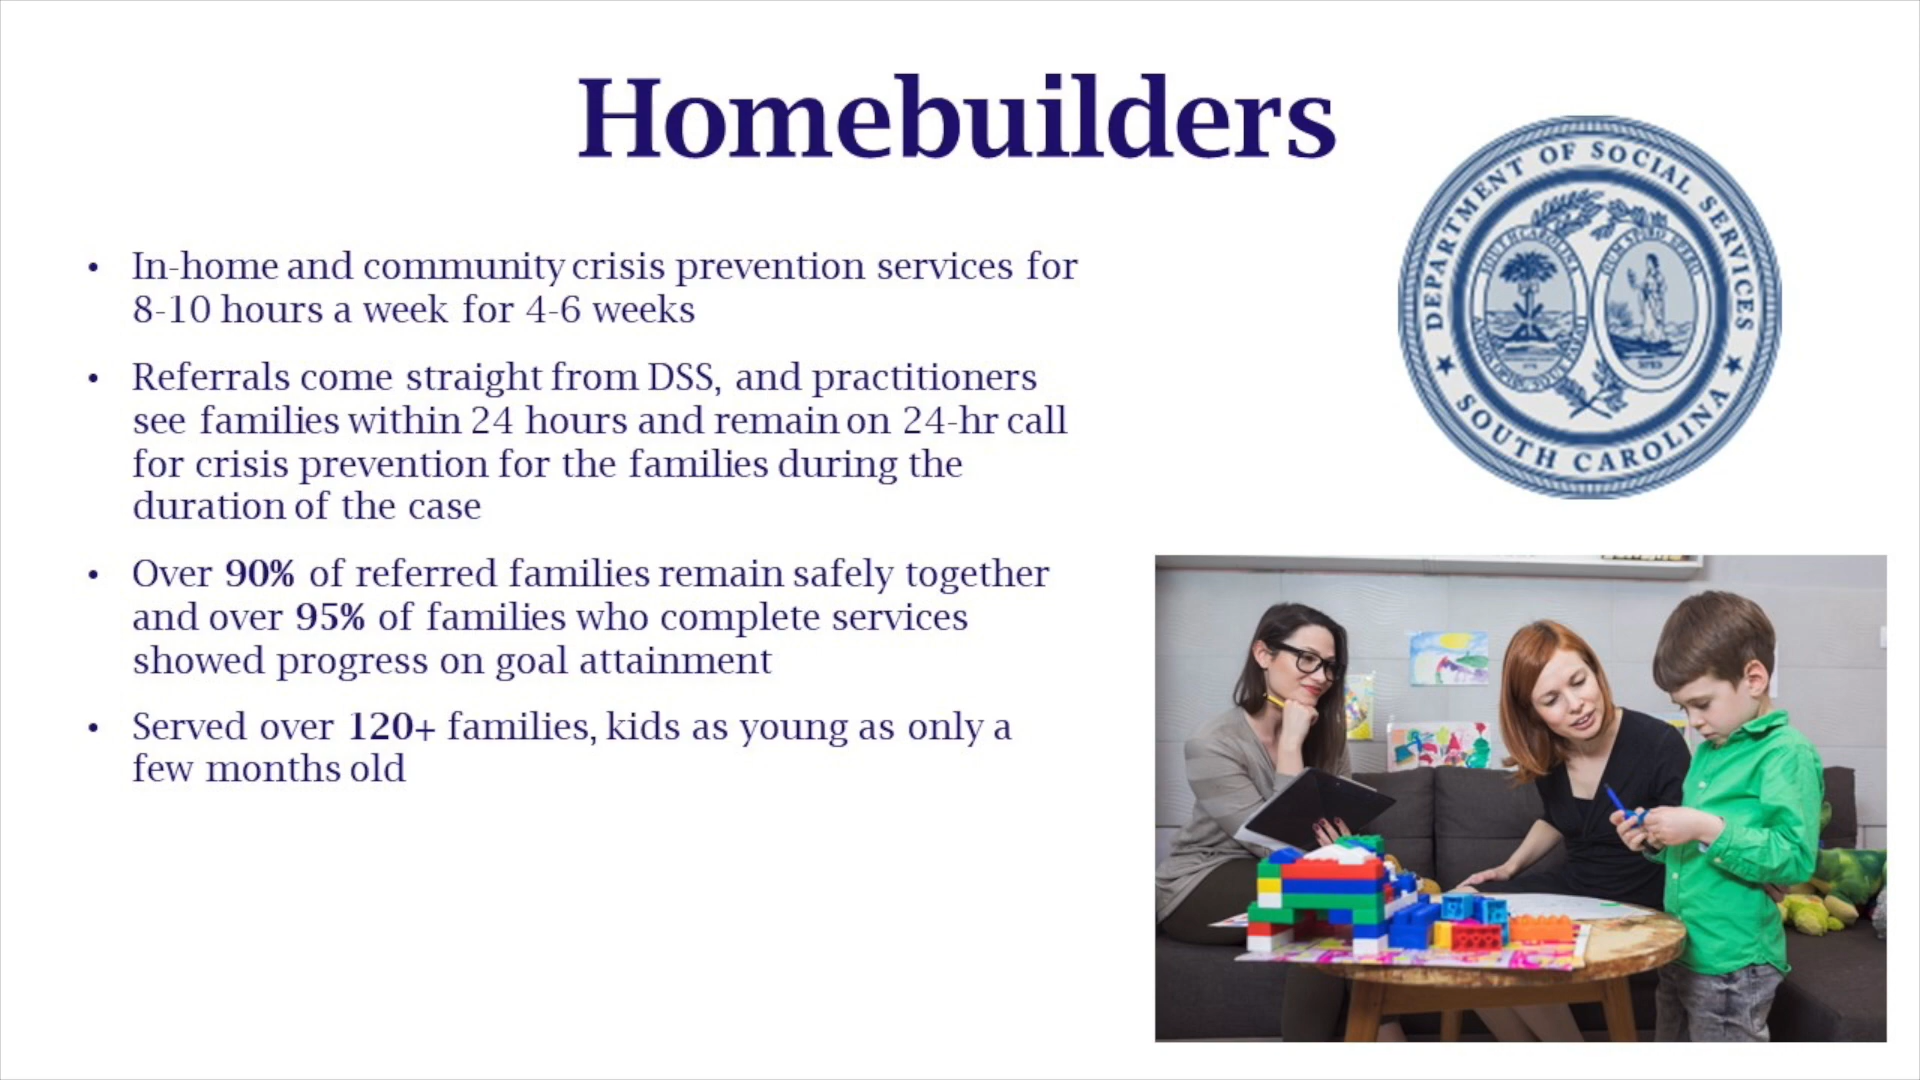 Homebuilders
DEPARTMENT OF SOCIAL SERVICES
SOUTH CAROLINA
• In-home and community crisis prevention services for
8-10 hours a week for 4-6 weeks
• Referrals come straight from DSS, and practitioners
see families within 24 hours and remain on 24-hr call
for crisis prevention for the families during the
duration of the case
• Over 90% of referred families remain safely together
and over 95% of families who complete services
showed progress on goal attainment
• Served over 120+ families, kids as young as only a
few months old